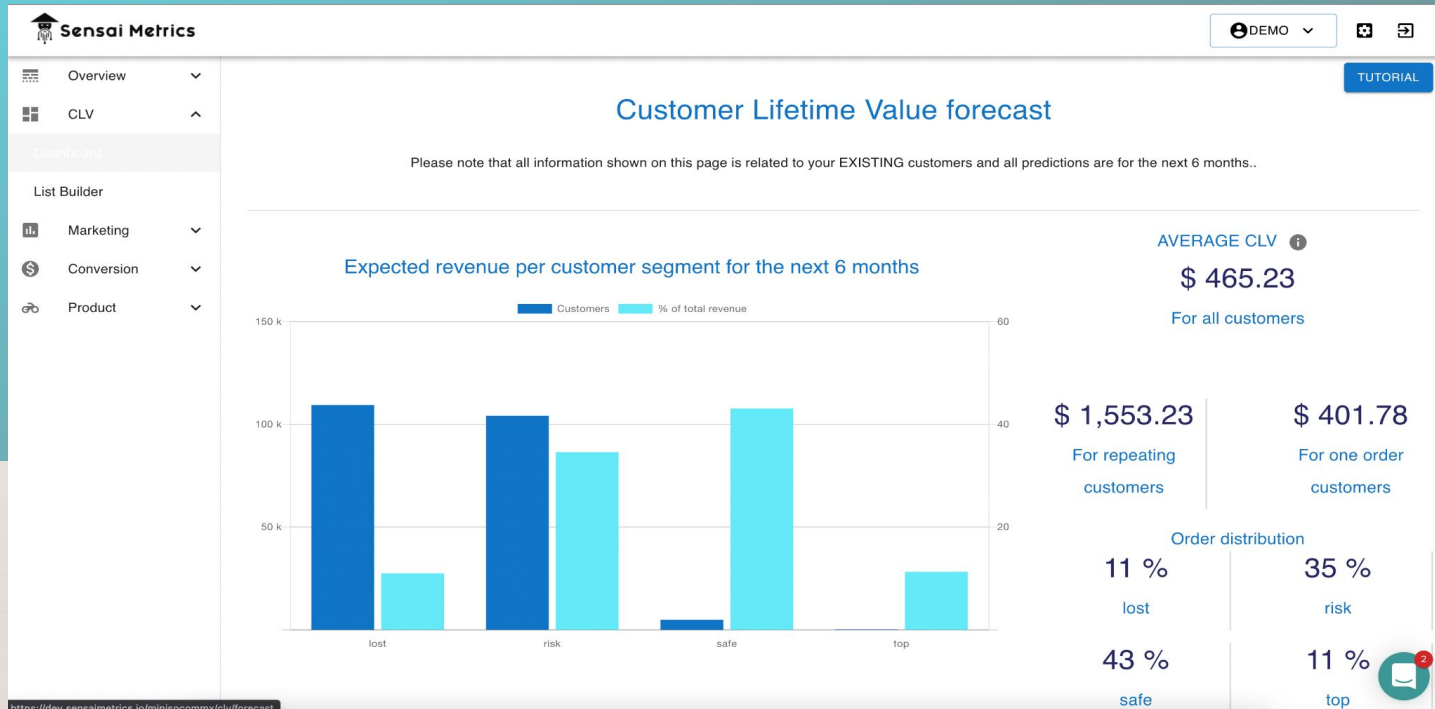 Sensai Metrics
DEMO
TUTORIAL
Overview
CLV
Dashboard
List Builder
Marketing
Conversion
Product
Customer Lifetime Value forecast
Please note that all information shown on this page is related to your EXISTING customers and all predictions are for the next 6 months..
Expected revenue per customer segment for the next 6 months
Customers % of total revenue
150 k 60
100 k 40
50 k 20
lost risk safe top
AVERAGE CLV i
$ 465.23
For all customers
$ 1,553.23 $ 401.78
For repeating For one order
customers customers
Order distribution
11 % 35 %
lost risk
43 % 11 %
safe top
2
https://dev.sensaimetrics.io/minisocommx/clv/forecast